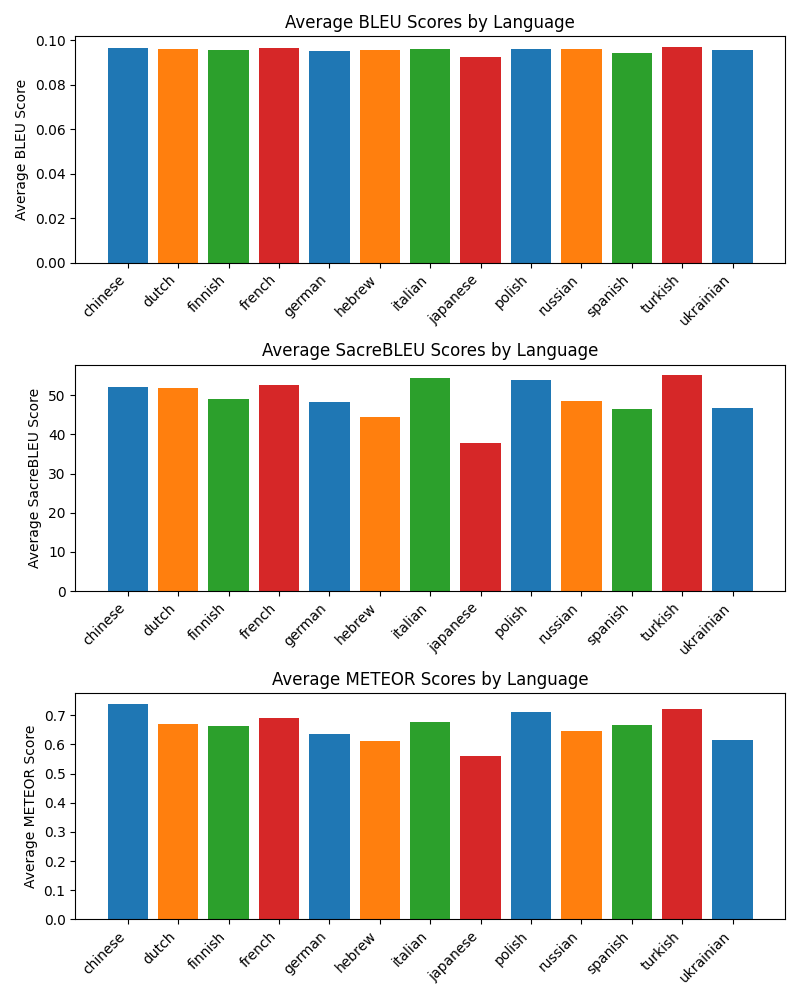 Average BLEU Scores by Language
Average BLEU Score
0.10
0.08
0.06
0.04
0.02
0.00
chinese
dutch
finnish
french
german
hebrew
italian
japanese
polish
russian
spanish
turkish
ukrainian
Average SacreBLEU Scores by Language
Average SacreBLEU Score
50
40
30
20
10
0
chinese
dutch
finnish
french
german
hebrew
italian
japanese
polish
russian
spanish
turkish
ukrainian
Average METEOR Scores by Language
Average METEOR Score
0.7
0.6
0.5
0.4
0.3
0.2
0.1
0.0
chinese
dutch
finnish
french
german
hebrew
italian
japanese
polish
russian
spanish
turkish
ukrainian